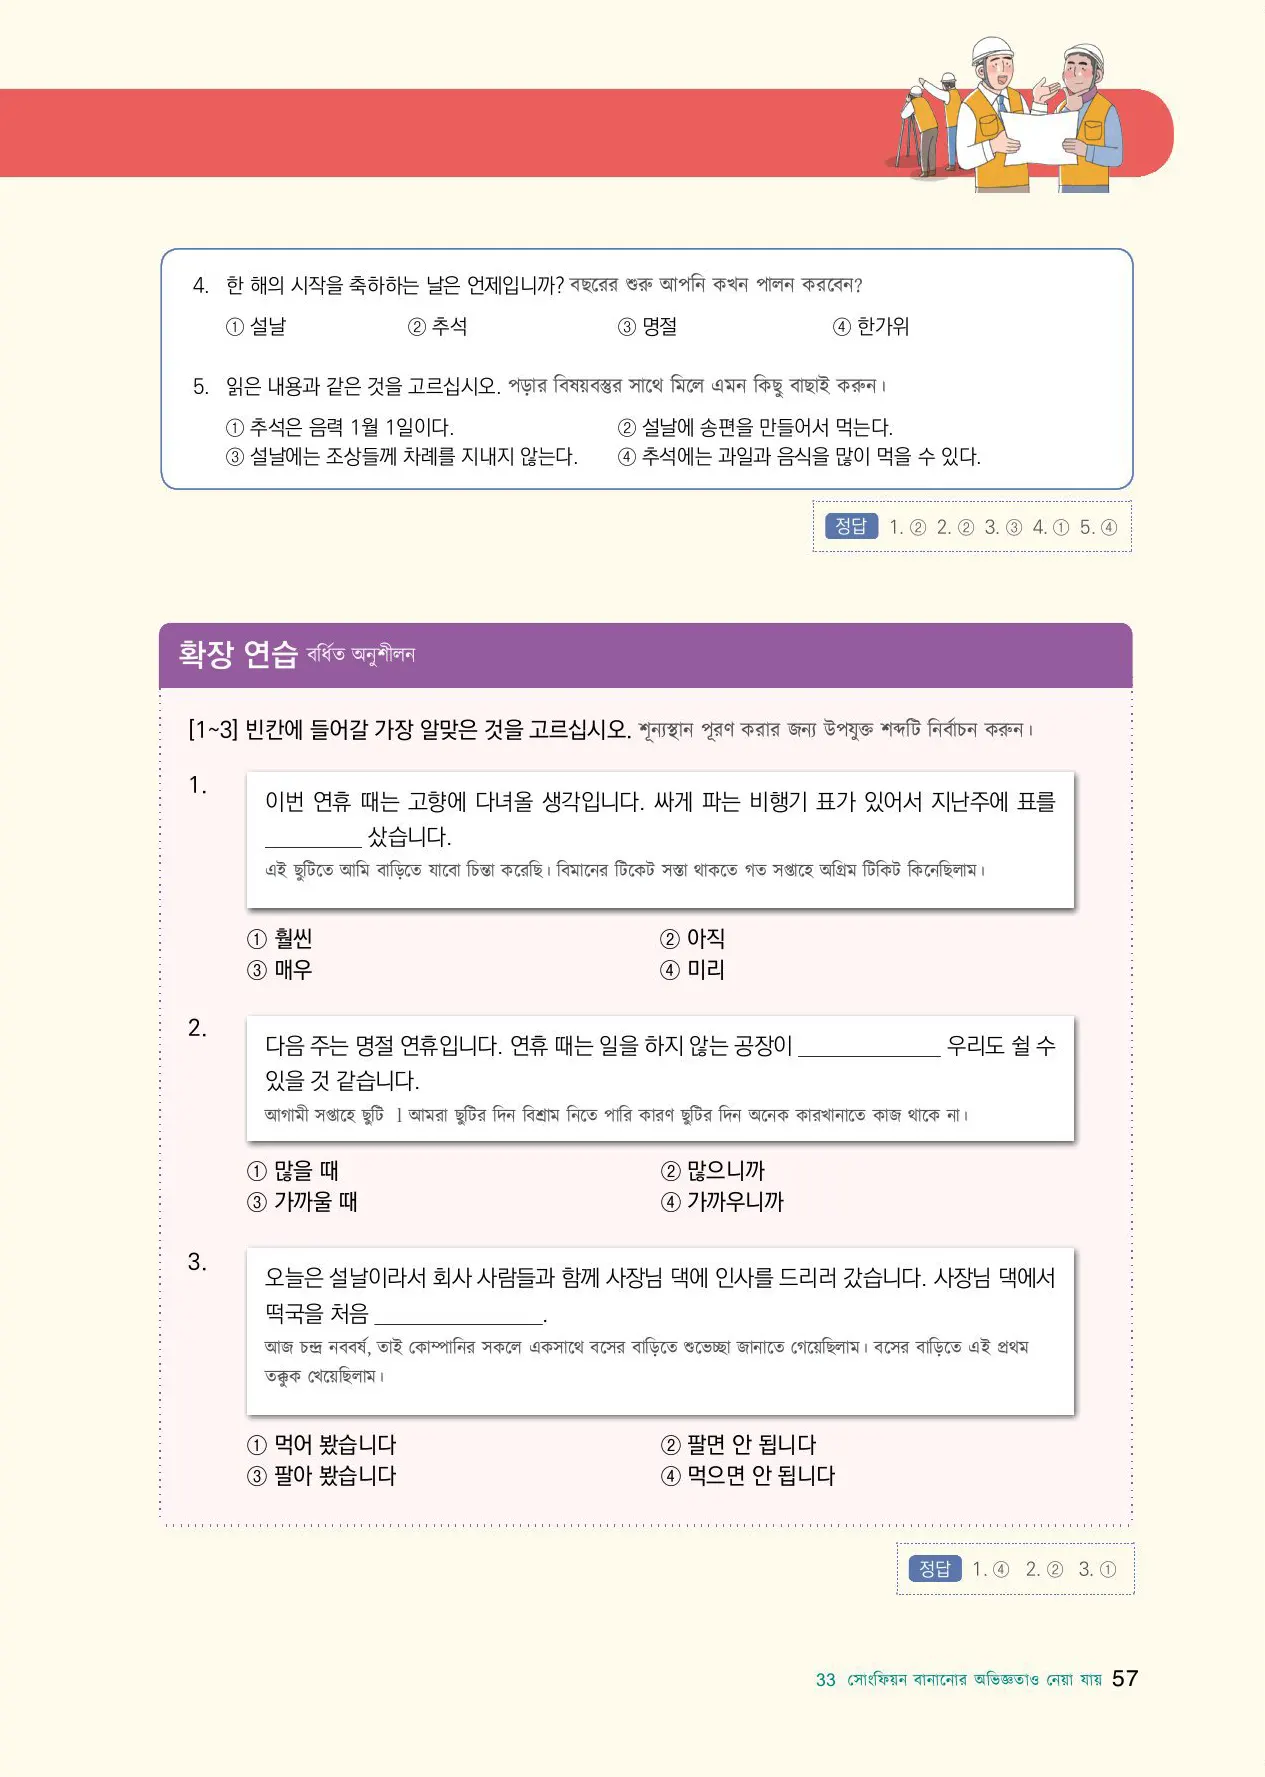 4. 한 해의 시작을 축하하는 날은 언제입니까? বছরের শুরু আপনি কখন পালন করবেন?
① 설날 ② 추석 ③ 명절 ④ 한가위
5. 읽은 내용과 같은 것을 고르십시오. পড়ার বিষয়বস্তুর সাথে মিলে এমন কিছু বাছাই করুন।
① 추석은 음력 1월 1일이다. ② 설날에 송편을 만들어서 먹는다.
③ 설날에는 조상들께 차례를 지내지 않는다. ④ 추석에는 과일과 음식을 많이 먹을 수 있다.
정답 1. ② 2. ② 3. ③ 4. ① 5. ④
확장 연습 বর্ধিত অনুশীলন
[1~3] 빈칸에 들어갈 가장 알맞은 것을 고르십시오. শূন্যস্থান পূরণ করার জন্য উপযুক্ত শব্দটি নির্বাচন করুন।
1. 이번 연휴 때는 고향에 다녀올 생각입니다. 싸게 파는 비행기 표가 있어서 지난주에 표를
________ 샀습니다.
এই ছুটিতে আমি বাড়িতে যাবো চিন্তা করেছি। বিমানের টিকেট সস্তা থাকতে গত সপ্তাহে অগ্রিম টিকিট কিনেছিলাম।
① 훨씬 ② 아직
③ 매우 ④ 미리
2. 다음 주는 명절 연휴입니다. 연휴 때는 일을 하지 않는 공장이 ____________ 우리도 쉴 수
있을 것 같습니다.
আগামী সপ্তাহে ছুটি l আমরা ছুটির দিন বিশ্রাম নিতে পারি কারণ ছুটির দিন অনেক কারখানাতে কাজ থাকে না।
① 많을 때 ② 많으니까
③ 가까울 때 ④ 가까우니까
3. 오늘은 설날이라서 회사 사람들과 함께 사장님 댁에 인사를 드리러 갔습니다. 사장님 댁에서
떡국을 처음 ______________.
আজ চন্দ্র নববর্ষ, তাই কোম্পানির সকলে একসাথে বসের বাড়িতে শুভেচ্ছা জানাতে গেয়েছিলাম। বসের বাড়িতে এই প্রথম
তক্কুক খেয়েছিলাম।
① 먹어 봤습니다 ② 팔면 안 됩니다
③ 팔아 봤습니다 ④ 먹으면 안 됩니다
정답 1. ④ 2. ② 3. ①
33 সোংফিয়ন বানানোর অভিজ্ঞতাও নেয়া যায় 57